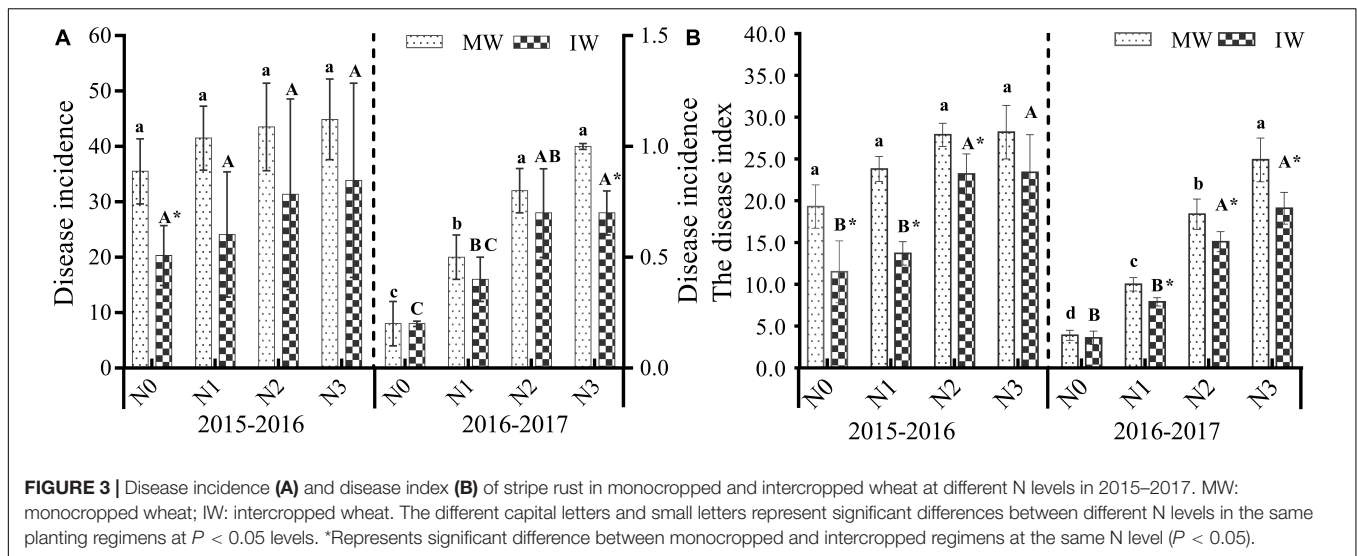 A
MW IW
Disease incidence
60
50
40
30
20
10
0
a a a a
A* A A A
c b a a
C BC AB A*
N0 N1 N2 N3 N0 N1 N2 N3
2015-2016 2016-2017
1.5
1.0
0.5
0.0
Disease incidence
B
MW IW
The disease index
40.0
35.0
30.0
25.0
20.0
15.0
10.0
5.0
0.0
a a a a
B* B* A* A
d c b a
B B* A* A*
N0 N1 N2 N3 N0 N1 N2 N3
2015-2016 2016-2017
FIGURE 3 | Disease incidence (A) and disease index (B) of stripe rust in monocropped and intercropped wheat at different N levels in 2015–2017. MW:
monocropped wheat; IW: intercropped wheat. The different capital letters and small letters represent significant differences between different N levels in the same
planting regimens at P < 0.05 levels. *Represents significant difference between monocropped and intercropped regimens at the same N level (P < 0.05).